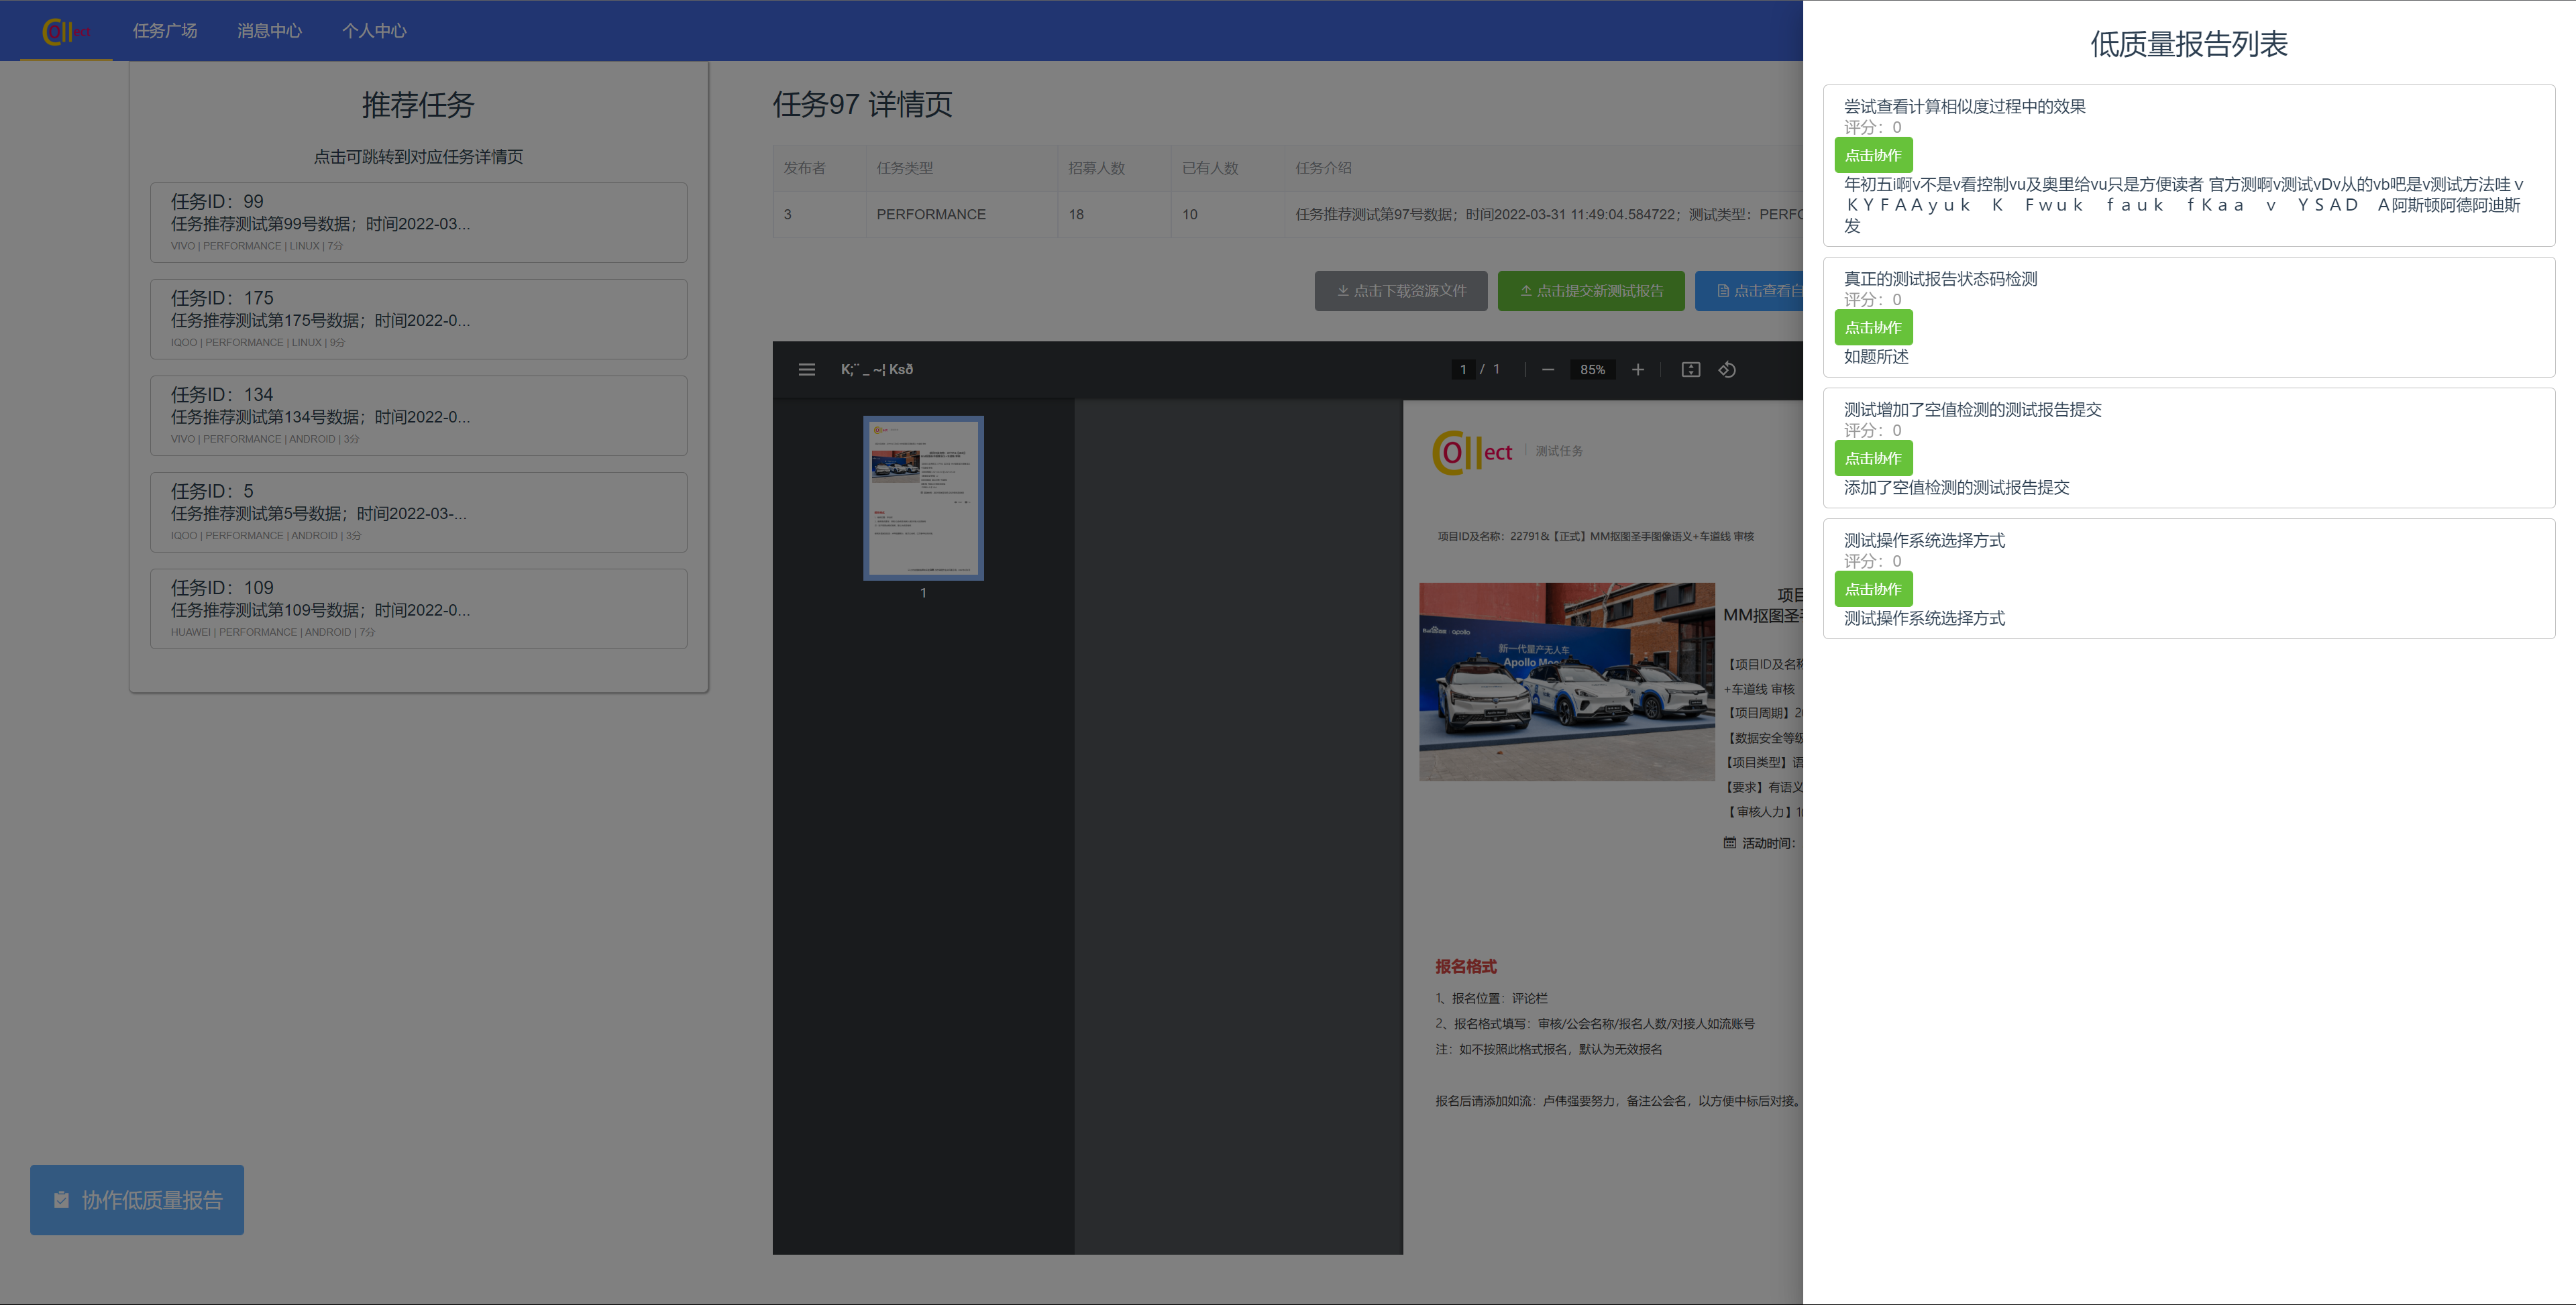 Collect
任务广场
消息中心
个人中心
推荐任务
点击可跳转到对应任务详情页
任务ID：99
任务推荐测试第99号数据；时间2022-03...
VIVO | PERFORMANCE | LINUX | 7分
任务ID：175
任务推荐测试第175号数据；时间2022-0...
IQOO | PERFORMANCE | LINUX | 9分
任务ID：134
任务推荐测试第134号数据；时间2022-0...
VIVO | PERFORMANCE | ANDROID | 3分
任务ID：5
任务推荐测试第5号数据；时间2022-03-...
IQOO | PERFORMANCE | ANDROID | 3分
任务ID：109
任务推荐测试第109号数据；时间2022-0...
HUAWEI | PERFORMANCE | ANDROID | 7分
协作低质量报告
任务97 详情页
发布者 任务类型 招募人数 已有人数 任务介绍
3 PERFORMANCE 18 10 任务推荐测试第97号数据；时间2022-03-31 11:49:04.584722；测试类型：PERFO
点击下载资源文件
点击提交新测试报告
点击查看自
K;¨ _ ~¦ Ksð
1 / 1
85%
1
Collect 测试任务
项目ID及名称：22791&【正式】MM抠图圣手图像语义+车道线 审核
新一代量产无人车
项目
MM抠图圣手
【项目ID及名称
+车道线 审核
【项目周期】20
【数据安全等级
【项目类型】语
【要求】有语义
【审核人力】10
活动时间：
报名格式
1、报名位置：评论栏
2、报名格式填写：审核/公会名称/报名人数/对接人如流账号
注：如不按照此格式报名，默认为无效报名
报名后请添加如流：卢伟强要努力，备注公会名，以方便中标后对接。
低质量报告列表
尝试查看计算相似度过程中的效果
评分：0
点击协作
年初五i啊v不是v看控制vu及奥里给vu只是方便读者 官方测啊v测试vDv从的vb吧是v测试方法哇ｖ
ＫＹＦＡＡｙｕｋ　Ｋ　Ｆｗｕｋ　ｆａｕｋ　ｆＫａａ　ｖ　ＹＳＡＤ　Ａ阿斯顿阿德阿迪斯
发
真正的测试报告状态码检测
评分：0
点击协作
如题所述
测试增加了空值检测的测试报告提交
评分：0
点击协作
添加了空值检测的测试报告提交
测试操作系统选择方式
评分：0
点击协作
测试操作系统选择方式